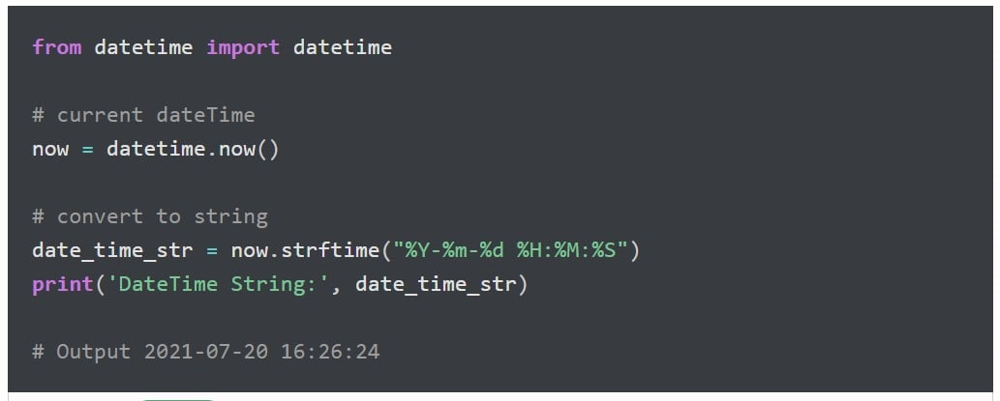 from datetime import datetime
# current dateTime
now = datetime.now()
# convert to string
date_time_str = now.strftime("%Y-%m-%d %H:%M:%S")
print('DateTime String:', date_time_str)
# Output 2021-07-20 16:26:24